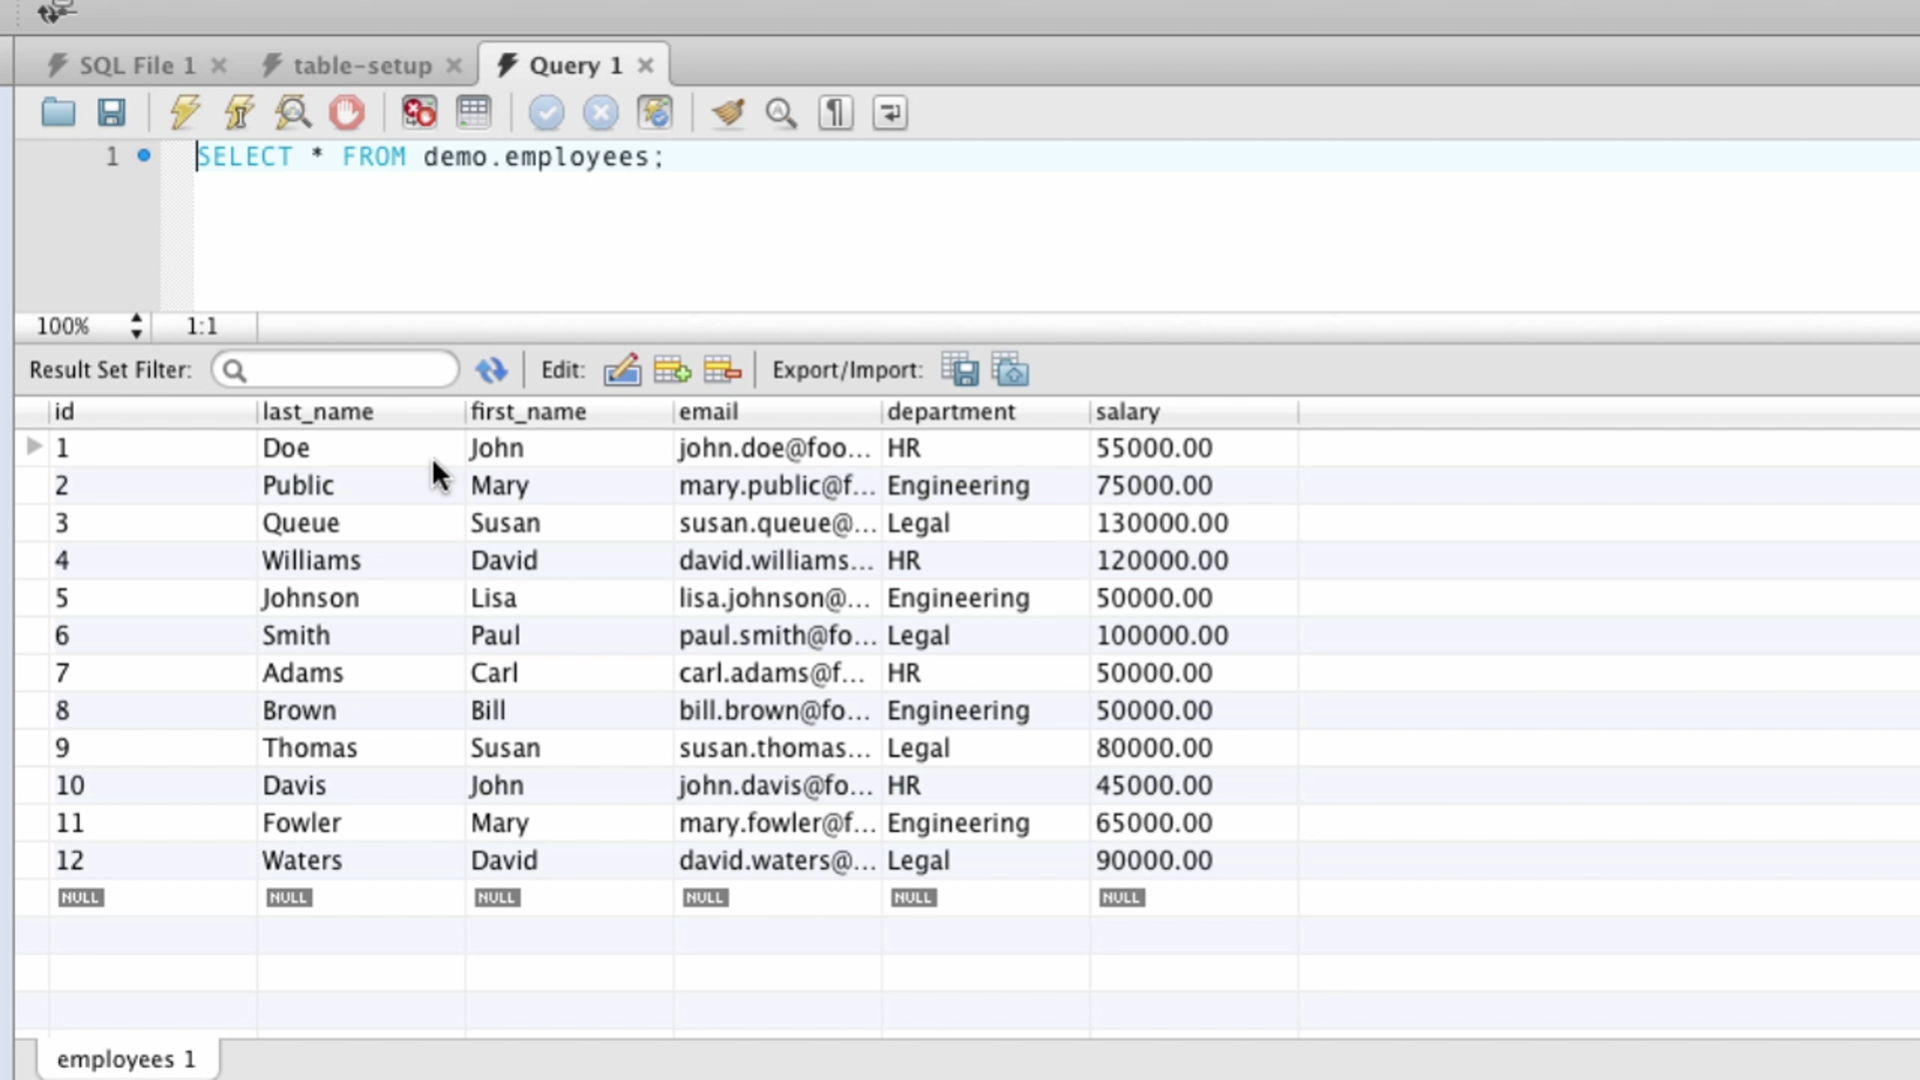 SQL File 1 table-setup Query 1
1 SELECT * FROM demo.employees;
100% 1:1
Result Set Filter: Edit: Export/Import:
id last_name first_name email department salary
1 Doe John john.doe@foo... HR 55000.00
2 Public Mary mary.public@f... Engineering 75000.00
3 Queue Susan susan.queue@... Legal 130000.00
4 Williams David david.williams... HR 120000.00
5 Johnson Lisa lisa.johnson@... Engineering 50000.00
6 Smith Paul paul.smith@fo... Legal 100000.00
7 Adams Carl carl.adams@f... HR 50000.00
8 Brown Bill bill.brown@fo... Engineering 50000.00
9 Thomas Susan susan.thomas... Legal 80000.00
10 Davis John john.davis@fo... HR 45000.00
11 Fowler Mary mary.fowler@f... Engineering 65000.00
12 Waters David david.waters@... Legal 90000.00
NULL NULL NULL NULL NULL NULL
employees 1